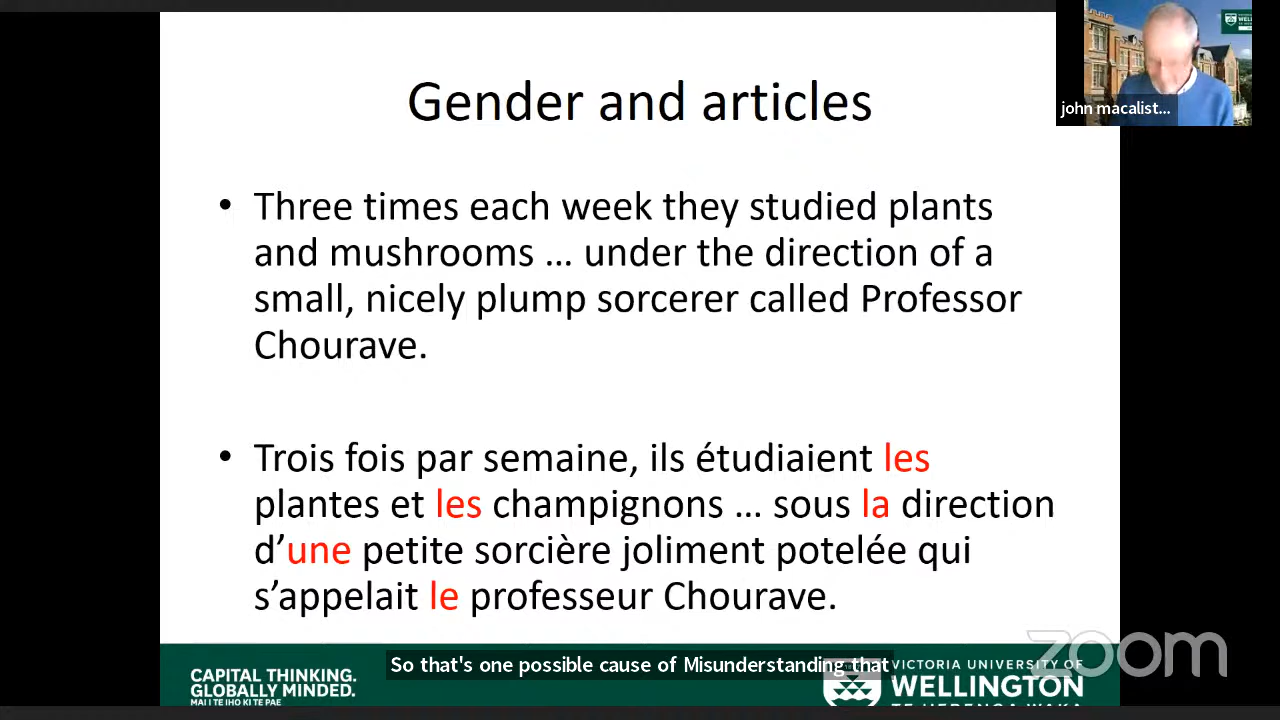 Gender and articles
john macalist...
• Three times each week they studied plants
and mushrooms … under the direction of a
small, nicely plump sorcerer called Professor
Chourave.
• Trois fois par semaine, ils étudiaient les
plantes et les champignons … sous la direction
d’une petite sorcière joliment potelée qui
s’appelait le professeur Chourave.
zoom
So that's one possible cause of Misunderstanding that
CAPITAL THINKING.
GLOBALLY MINDED.
MAI I TE IHO KI TE PAE
VICTORIA UNIVERSITY OF
WELLINGTON